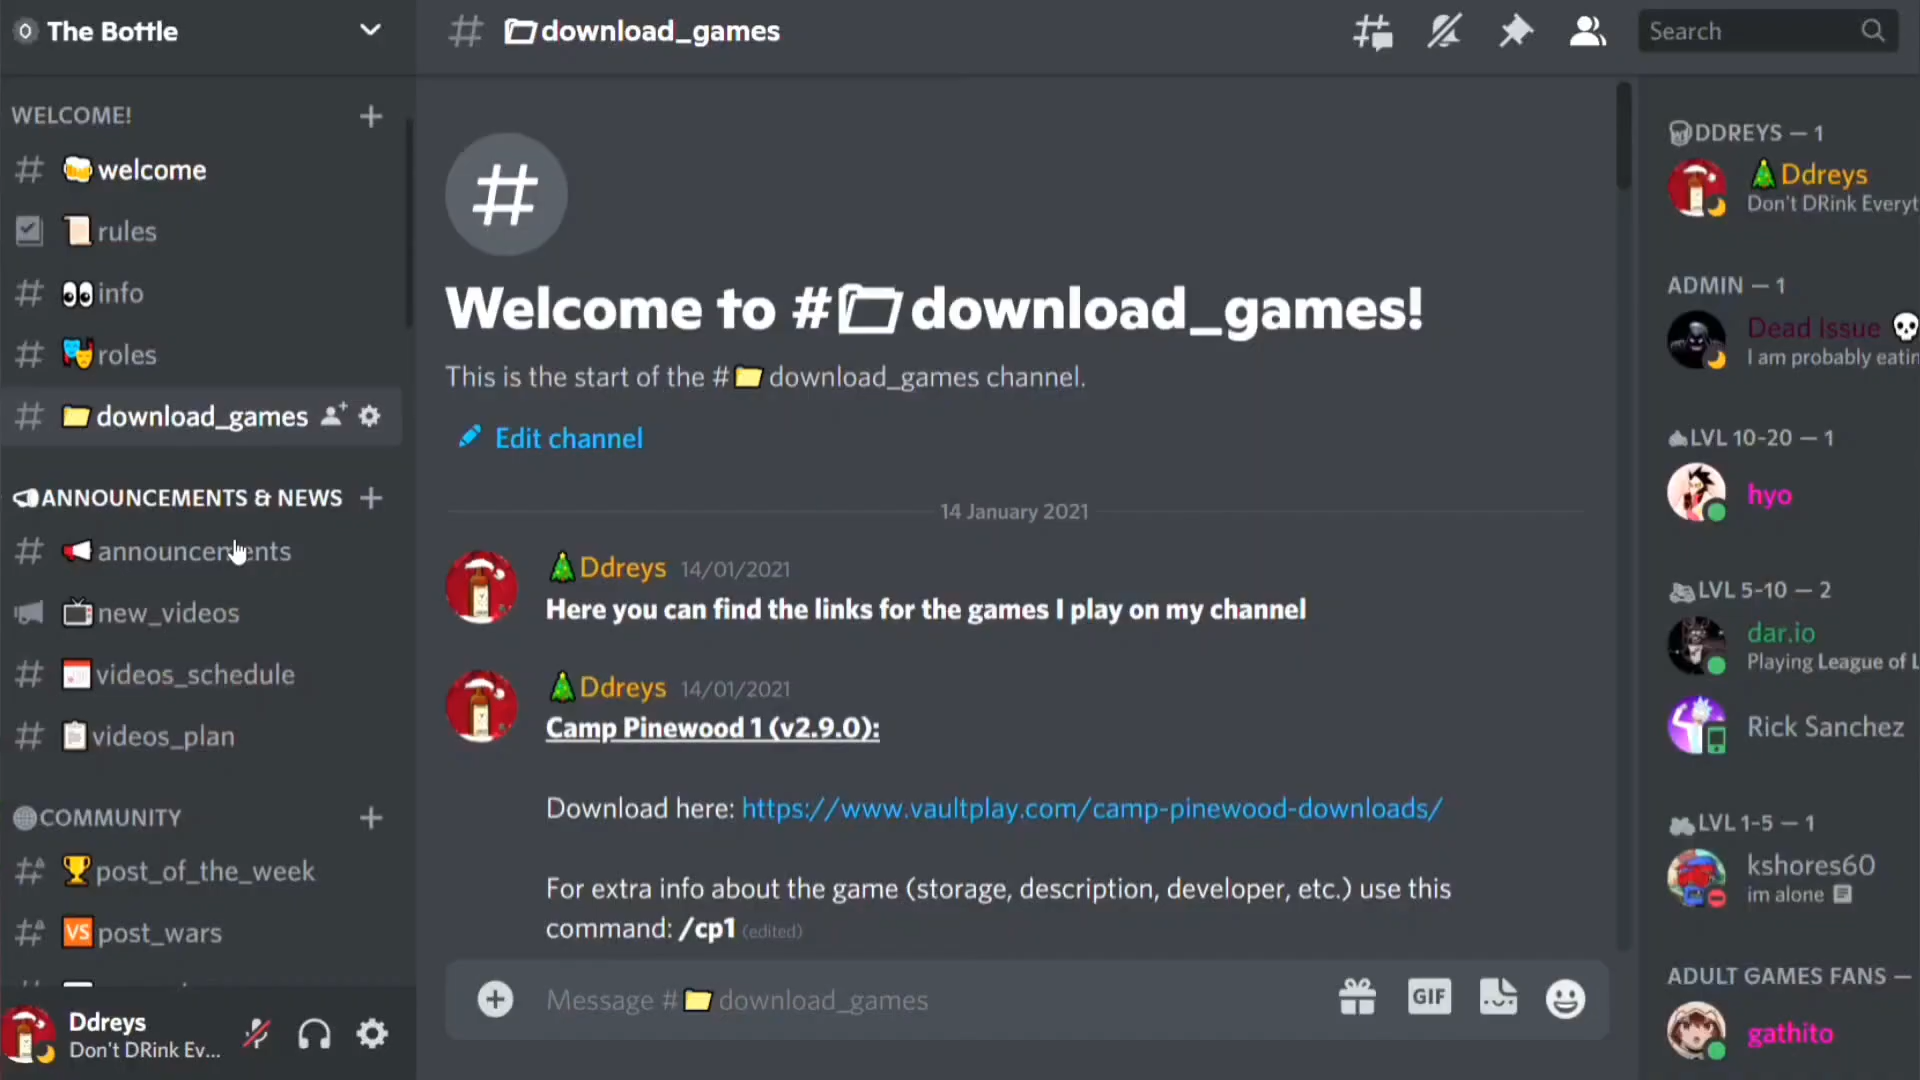 The Bottle
WELCOME!
welcome
rules
info
roles
download_games
ANNOUNCEMENTS & NEWS
announcements
new_videos
videos_schedule
videos_plan
COMMUNITY
post_of_the_week
VS post_wars
Ddreys
Don't DRink Ev...
# download_games
Search
Welcome to #download_games!
This is the start of the # download_games channel.
Edit channel
14 January 2021
Ddreys 14/01/2021
Here you can find the links for the games I play on my channel
Ddreys 14/01/2021
Camp Pinewood 1 (v2.9.0):
Download here: https://www.vaultplay.com/camp-pinewood-downloads/
For extra info about the game (storage, description, developer, etc.) use this
command: /cp1 (edited)
Message # download_games
GIF
DDREYS — 1
Ddreys
Don't DRink Everyt
ADMIN — 1
Dead Issue
I am probably eatin
LVL 10-20 — 1
hyo
LVL 5-10 — 2
dar.io
Playing League of L
Rick Sanchez
LVL 1-5 — 1
kshores60
im alone
ADULT GAMES FANS —
gathito